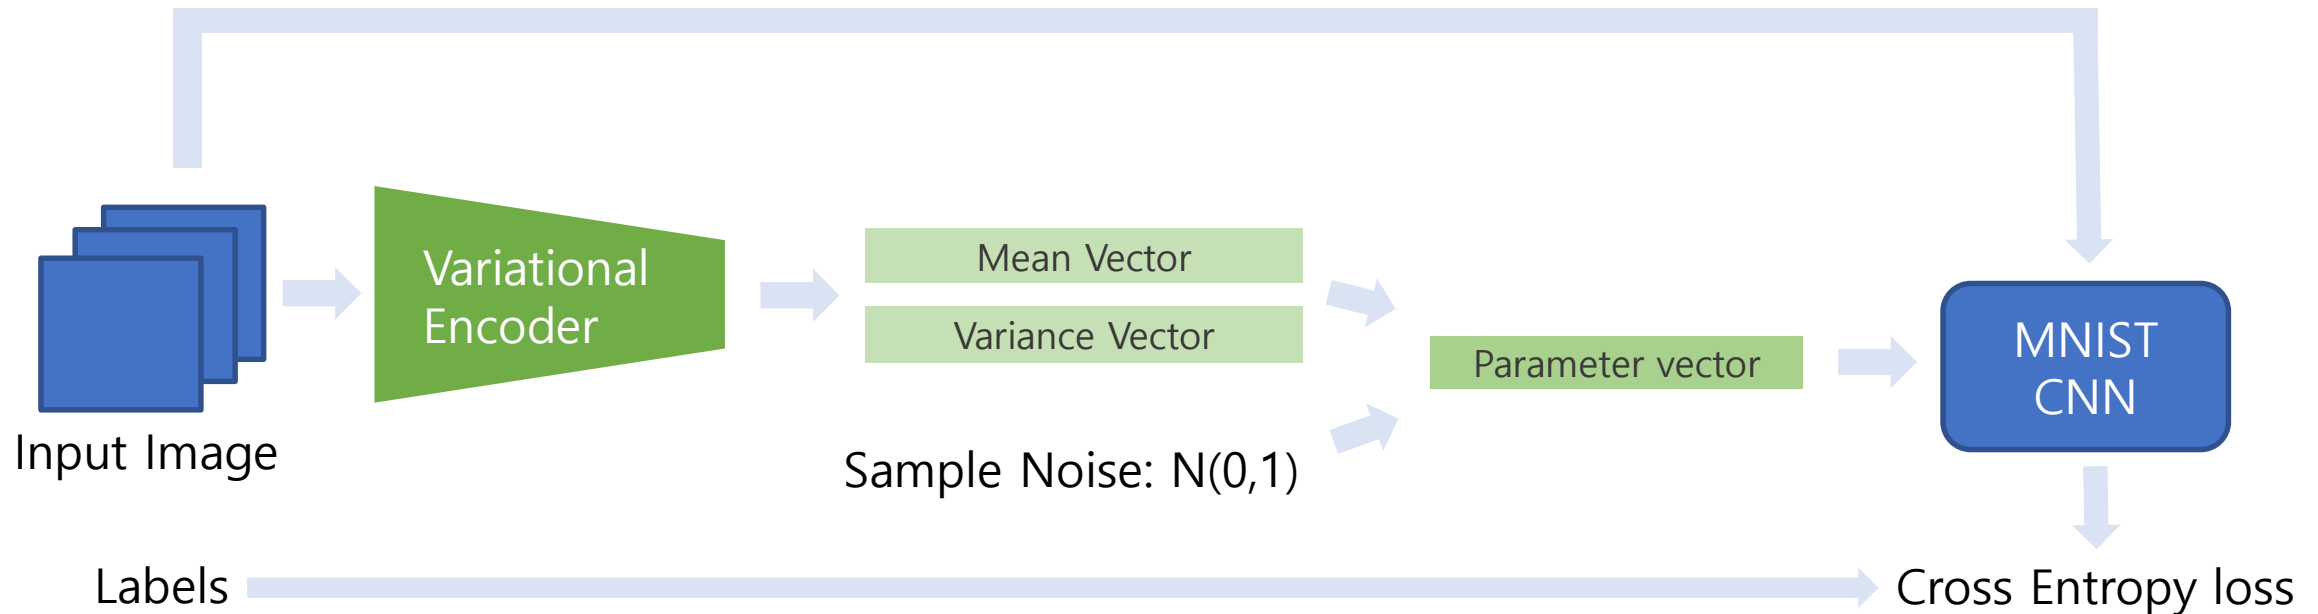 Input Image
Variational
Encoder
Mean Vector
Variance Vector
Sample Noise: N(0,1)
Parameter vector
MNIST
CNN
Labels
Cross Entropy loss